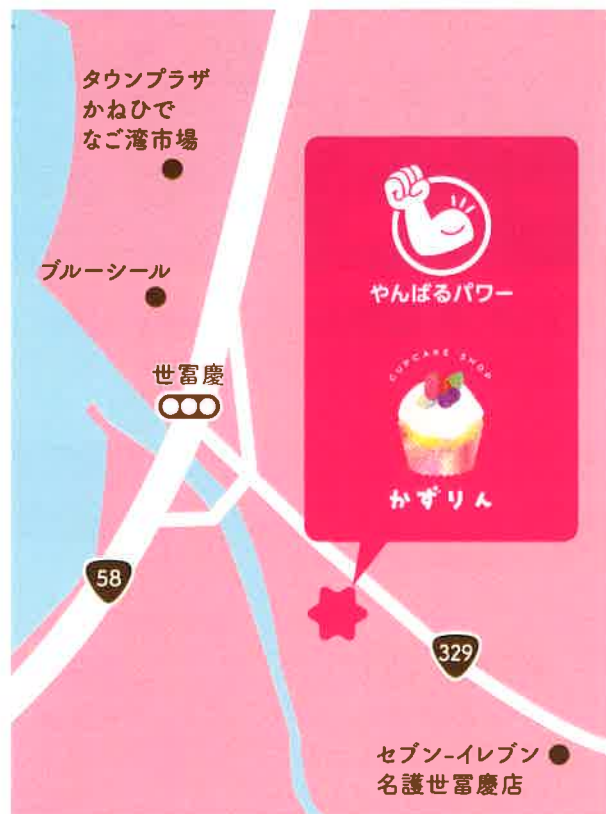 タウンプラザ
かねひで
なご湾市場
ブルーシール
世冨慶
やんばるパワー
CUPCAKE SHOP
かずりん
58
329
セブン-イレブン
名護世冨慶店